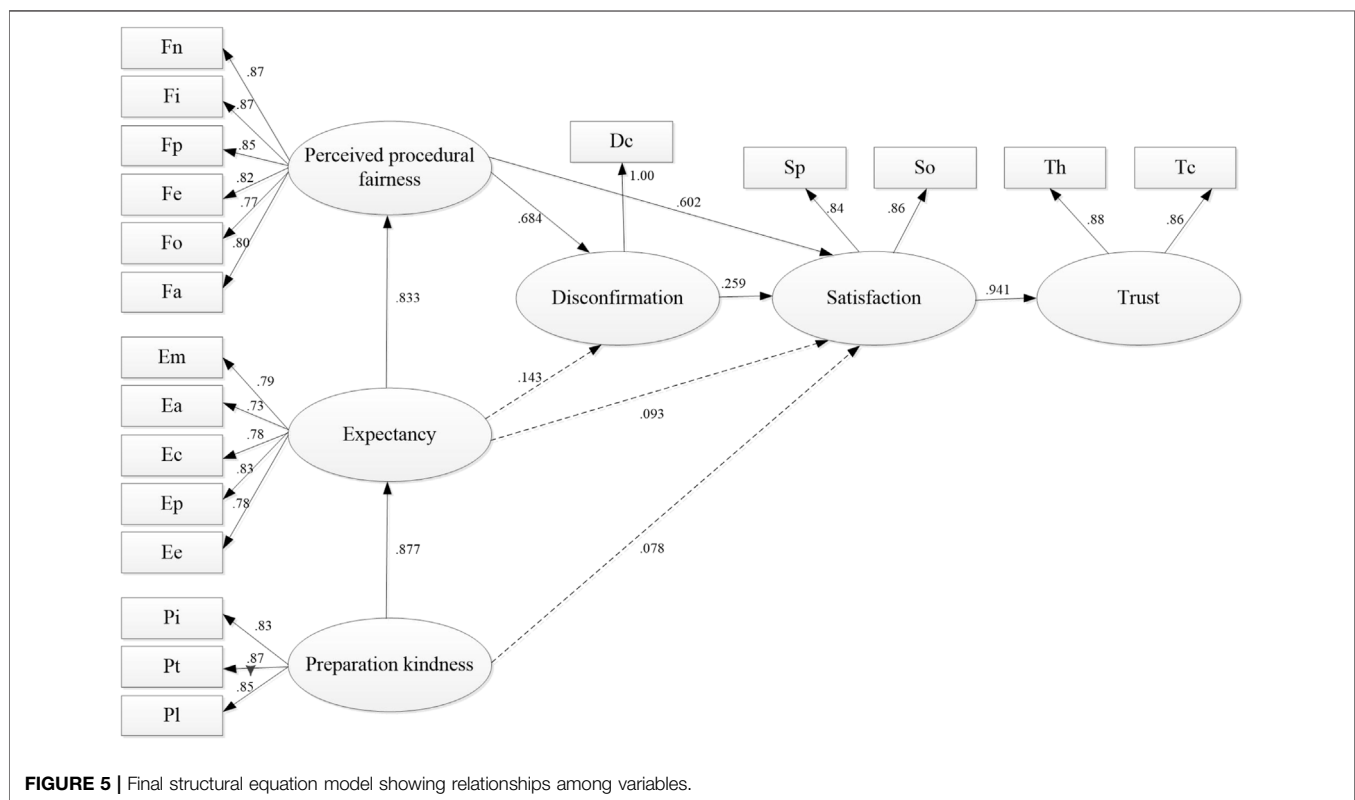 Fn
.87
Fi
.87
Fp
.85
Fe
.82
.77
Fo
.80
Fa
Perceived procedural
fairness
Dc
1.00
Sp
So
Th
Tc
.84
.86
.88
.86
.602
.684
Disconfirmation
.259
Satisfaction
.941
Trust
.833
Em
.79
Ea
.73
Ec
.78
.83
Ep
.78
Ee
Expectancy
.143
.093
.877
.078
Pi
.83
Pt
.87
.85
Pl
Preparation kindness
FIGURE 5 | Final structural equation model showing relationships among variables.